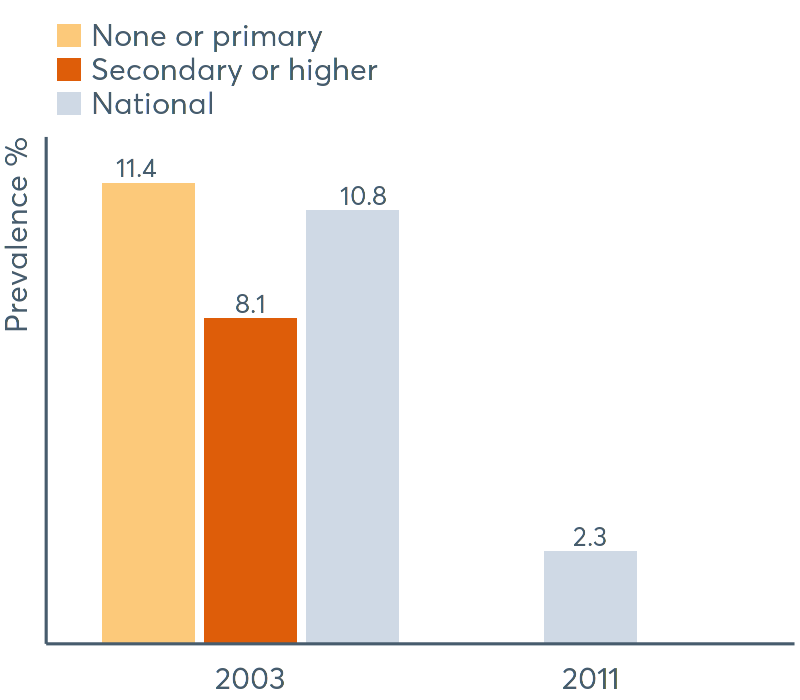 None or primary
Secondary or higher
National
Prevalence %
11.4
8.1
10.8
2.3
2003
2011